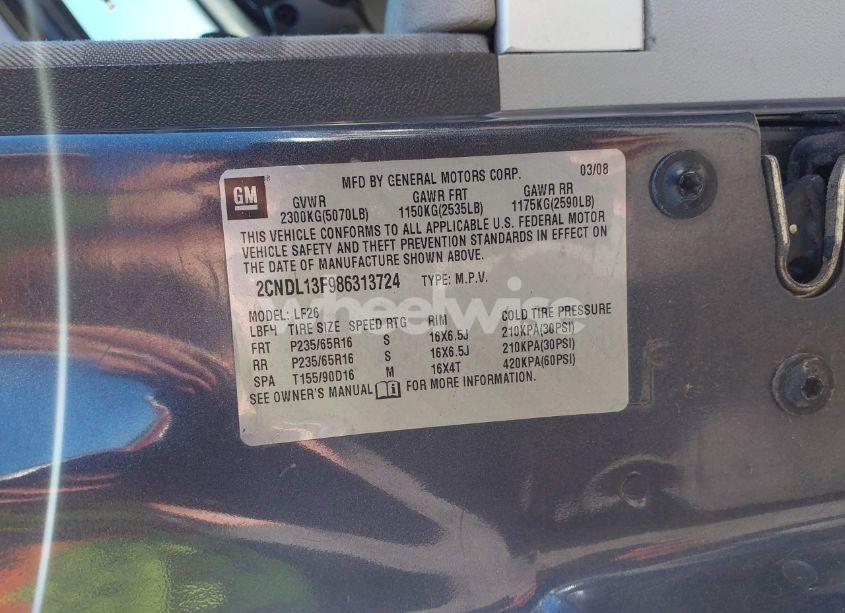 GM
MFD BY GENERAL MOTORS CORP. 03/08
GVWR GAWR FRT GAWR RR
2300KG(5070LB) 1150KG(2535LB) 1175KG(2590LB)
THIS VEHICLE CONFORMS TO ALL APPLICABLE U.S. FEDERAL MOTOR
VEHICLE SAFETY AND THEFT PREVENTION STANDARDS IN EFFECT ON
THE DATE OF MANUFACTURE SHOWN ABOVE.
2CNDL13F986313724 TYPE: M.P.V.
wheelwise
MODEL: LF26
LBF4 TIRE SIZE SPEED RTG RIM COLD TIRE PRESSURE
FRT P235/65R16 S 16X6.5J 210KPA(30PSI)
RR P235/65R16 S 16X6.5J 210KPA(30PSI)
SPA T155/90D16 M 16X4T 420KPA(60PSI)
SEE OWNER'S MANUAL FOR MORE INFORMATION.